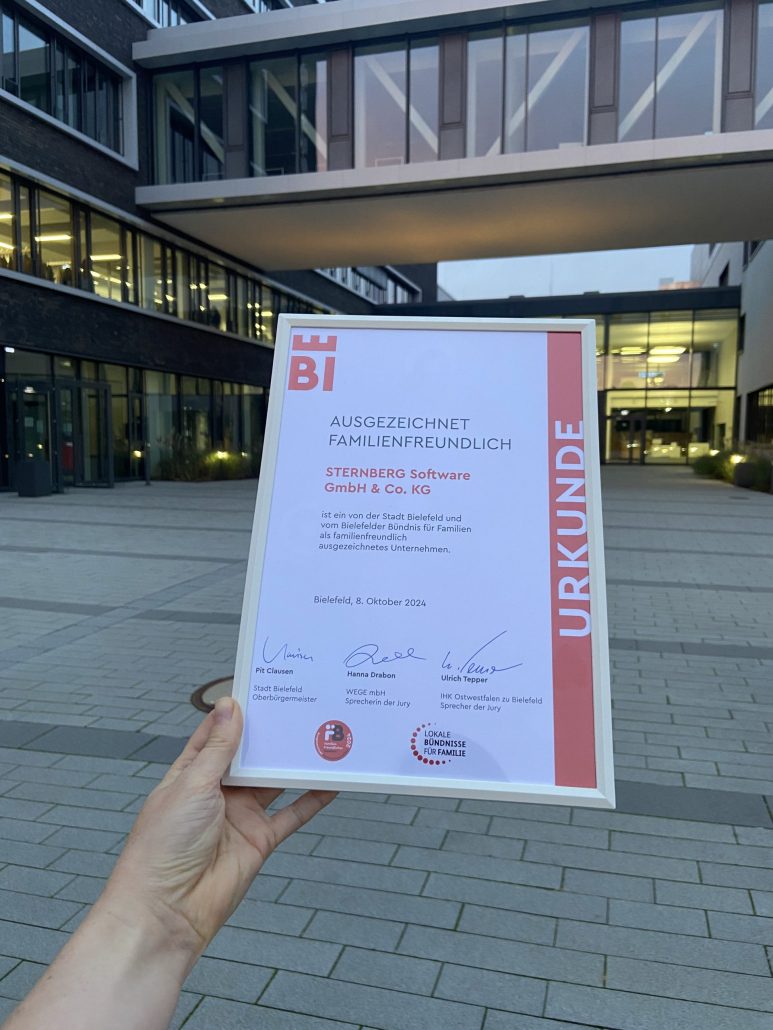 BI
AUSGEZEICHNET
FAMILIENFREUNDLICH
STERNBERG Software
GmbH & Co. KG
ist ein von der Stadt Bielefeld und
vom Bielefelder Bündnis für Familien
als familienfreundlich
ausgezeichnetes Unternehmen.
Bielefeld, 8. Oktober 2024
Pit Clausen
Stadt Bielefeld
Oberbürgermeister
Hanna Drabon
WEGE mbH
Sprecherin der Jury
Ulrich Tepper
IHK Ostwestfalen zu Bielefeld
Sprecher der Jury
LOKALE
BÜNDNISSE
FÜR FAMILIE
URKUNDE